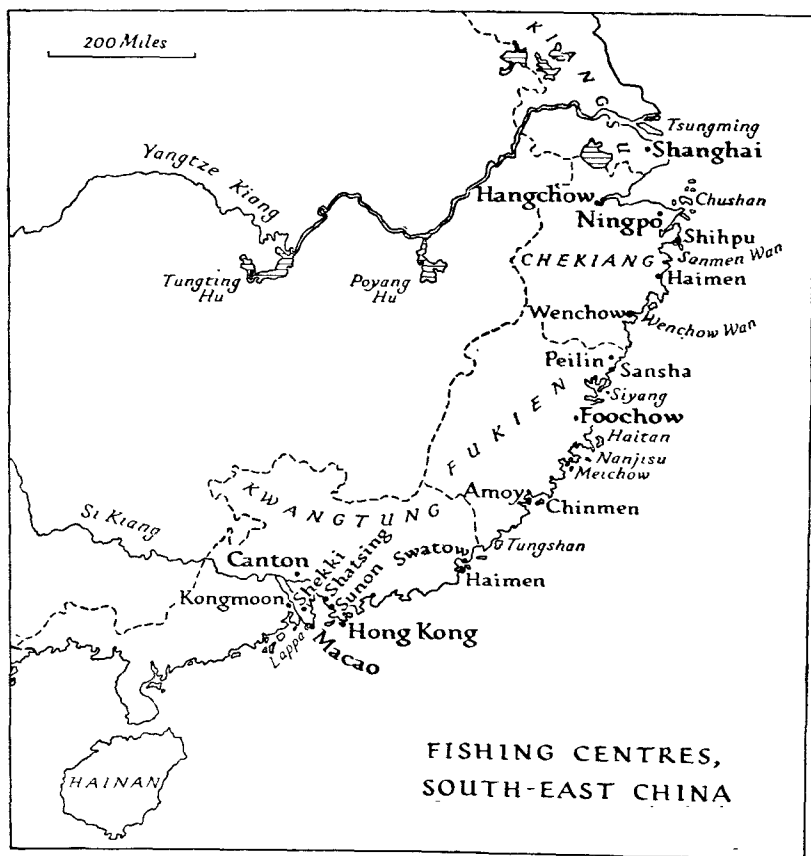 200 Miles
KIANGSU
Tsungming
Shanghai
Yangtze Kiang
Hangchow
Chushan
Ningpo
Shihpu
Sanmen Wan
CHEKIANG
Haimen
Tungting
Hu
Poyang
Hu
Wenchow
Wenchow Wan
Peilin
Sansha
Siyang
FUKIEN
Foochow
Haitan
Nanjisu
Meichow
KWANGTUNG
Amoy
Chinmen
Si Kiang
Tungshan
Swatow
Canton
Shekki
Shatsing
Sunon
Haimen
Kongmoon
Hong Kong
Lappa
Macao
HAINAN
FISHING CENTRES,
SOUTH-EAST CHINA